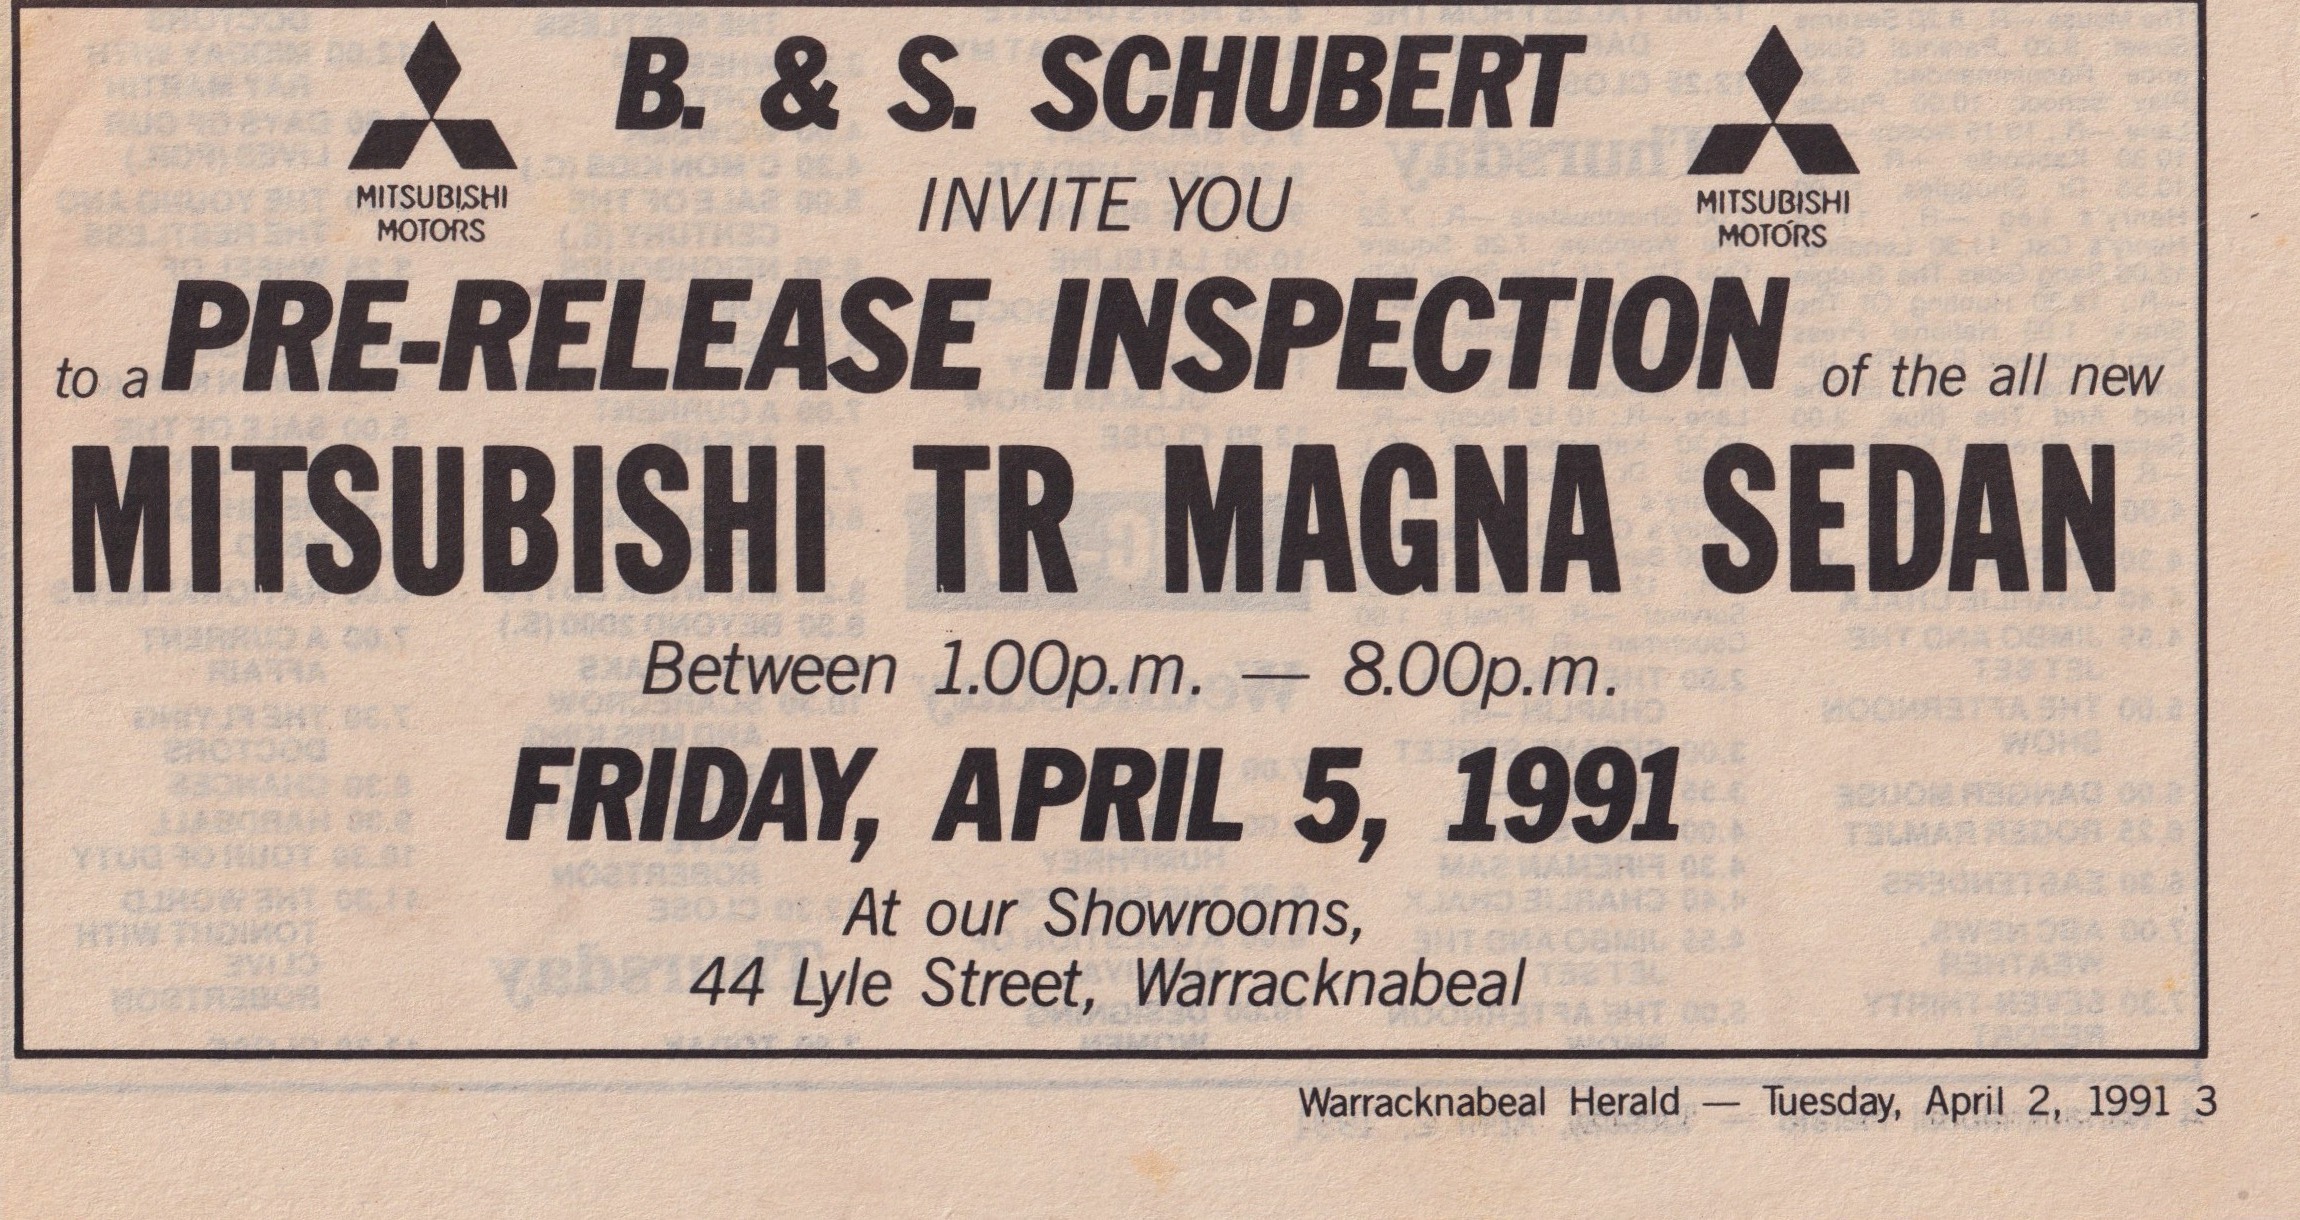 B. & S. SCHUBERT
MITSUBISHI
MOTORS
MITSUBISHI
MOTORS
INVITE YOU
to a PRE-RELEASE INSPECTION of the all new
MITSUBISHI TR MAGNA SEDAN
Between 1.00p.m. — 8.00p.m.
FRIDAY, APRIL 5, 1991
At our Showrooms,
44 Lyle Street, Warracknabeal
Warracknabeal Herald — Tuesday, April 2, 1991 3